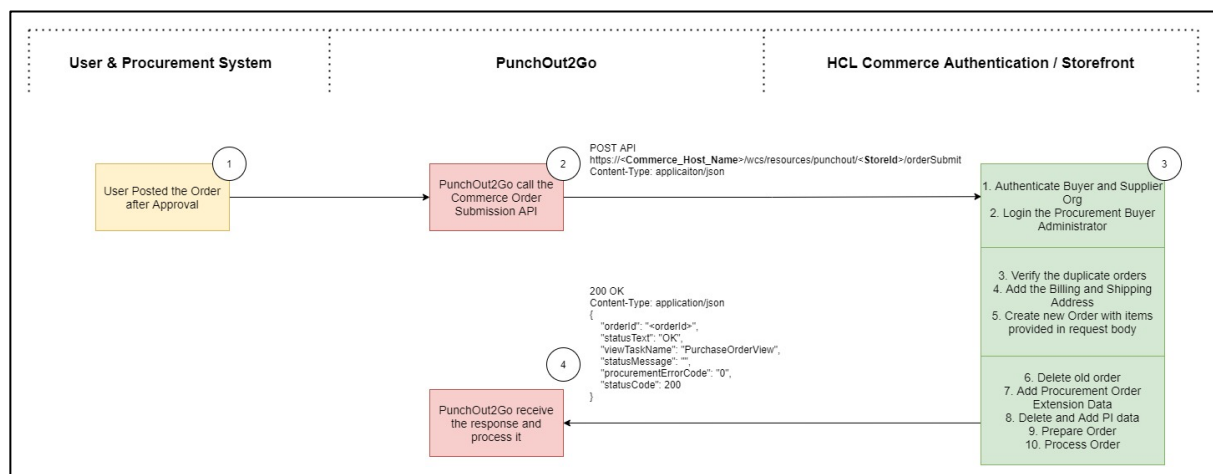 User & Procurement System
PunchOut2Go
HCL Commerce Authentication / Storefront
1
User Posted the Order
after Approval
2
PunchOut2Go call the
Commerce Order
Submission API
POST API
https://<Commerce_Host_Name>/wcs/resources/punchout/<StoreId>/orderSubmit
Content-Type: applicaiton/json
3
1. Authenticate Buyer and Supplier
Org
2. Login the Procurement Buyer
Administrator
3. Verify the duplicate orders
4. Add the Billing and Shipping
Address
5. Create new Order with items
provided in request body
6. Delete old order
7. Add Procurement Order
Extension Data
8. Delete and Add PI data
9. Prepare Order
10. Process Order
200 OK
Content-Type: application/json
{
"orderId": "<orderId>",
"statusText": "OK",
"viewTaskName": "PurchaseOrderView",
"statusMessage": "",
"procurementErrorCode": "0",
"statusCode": 200
}
4
PunchOut2Go receive
the response and
process it